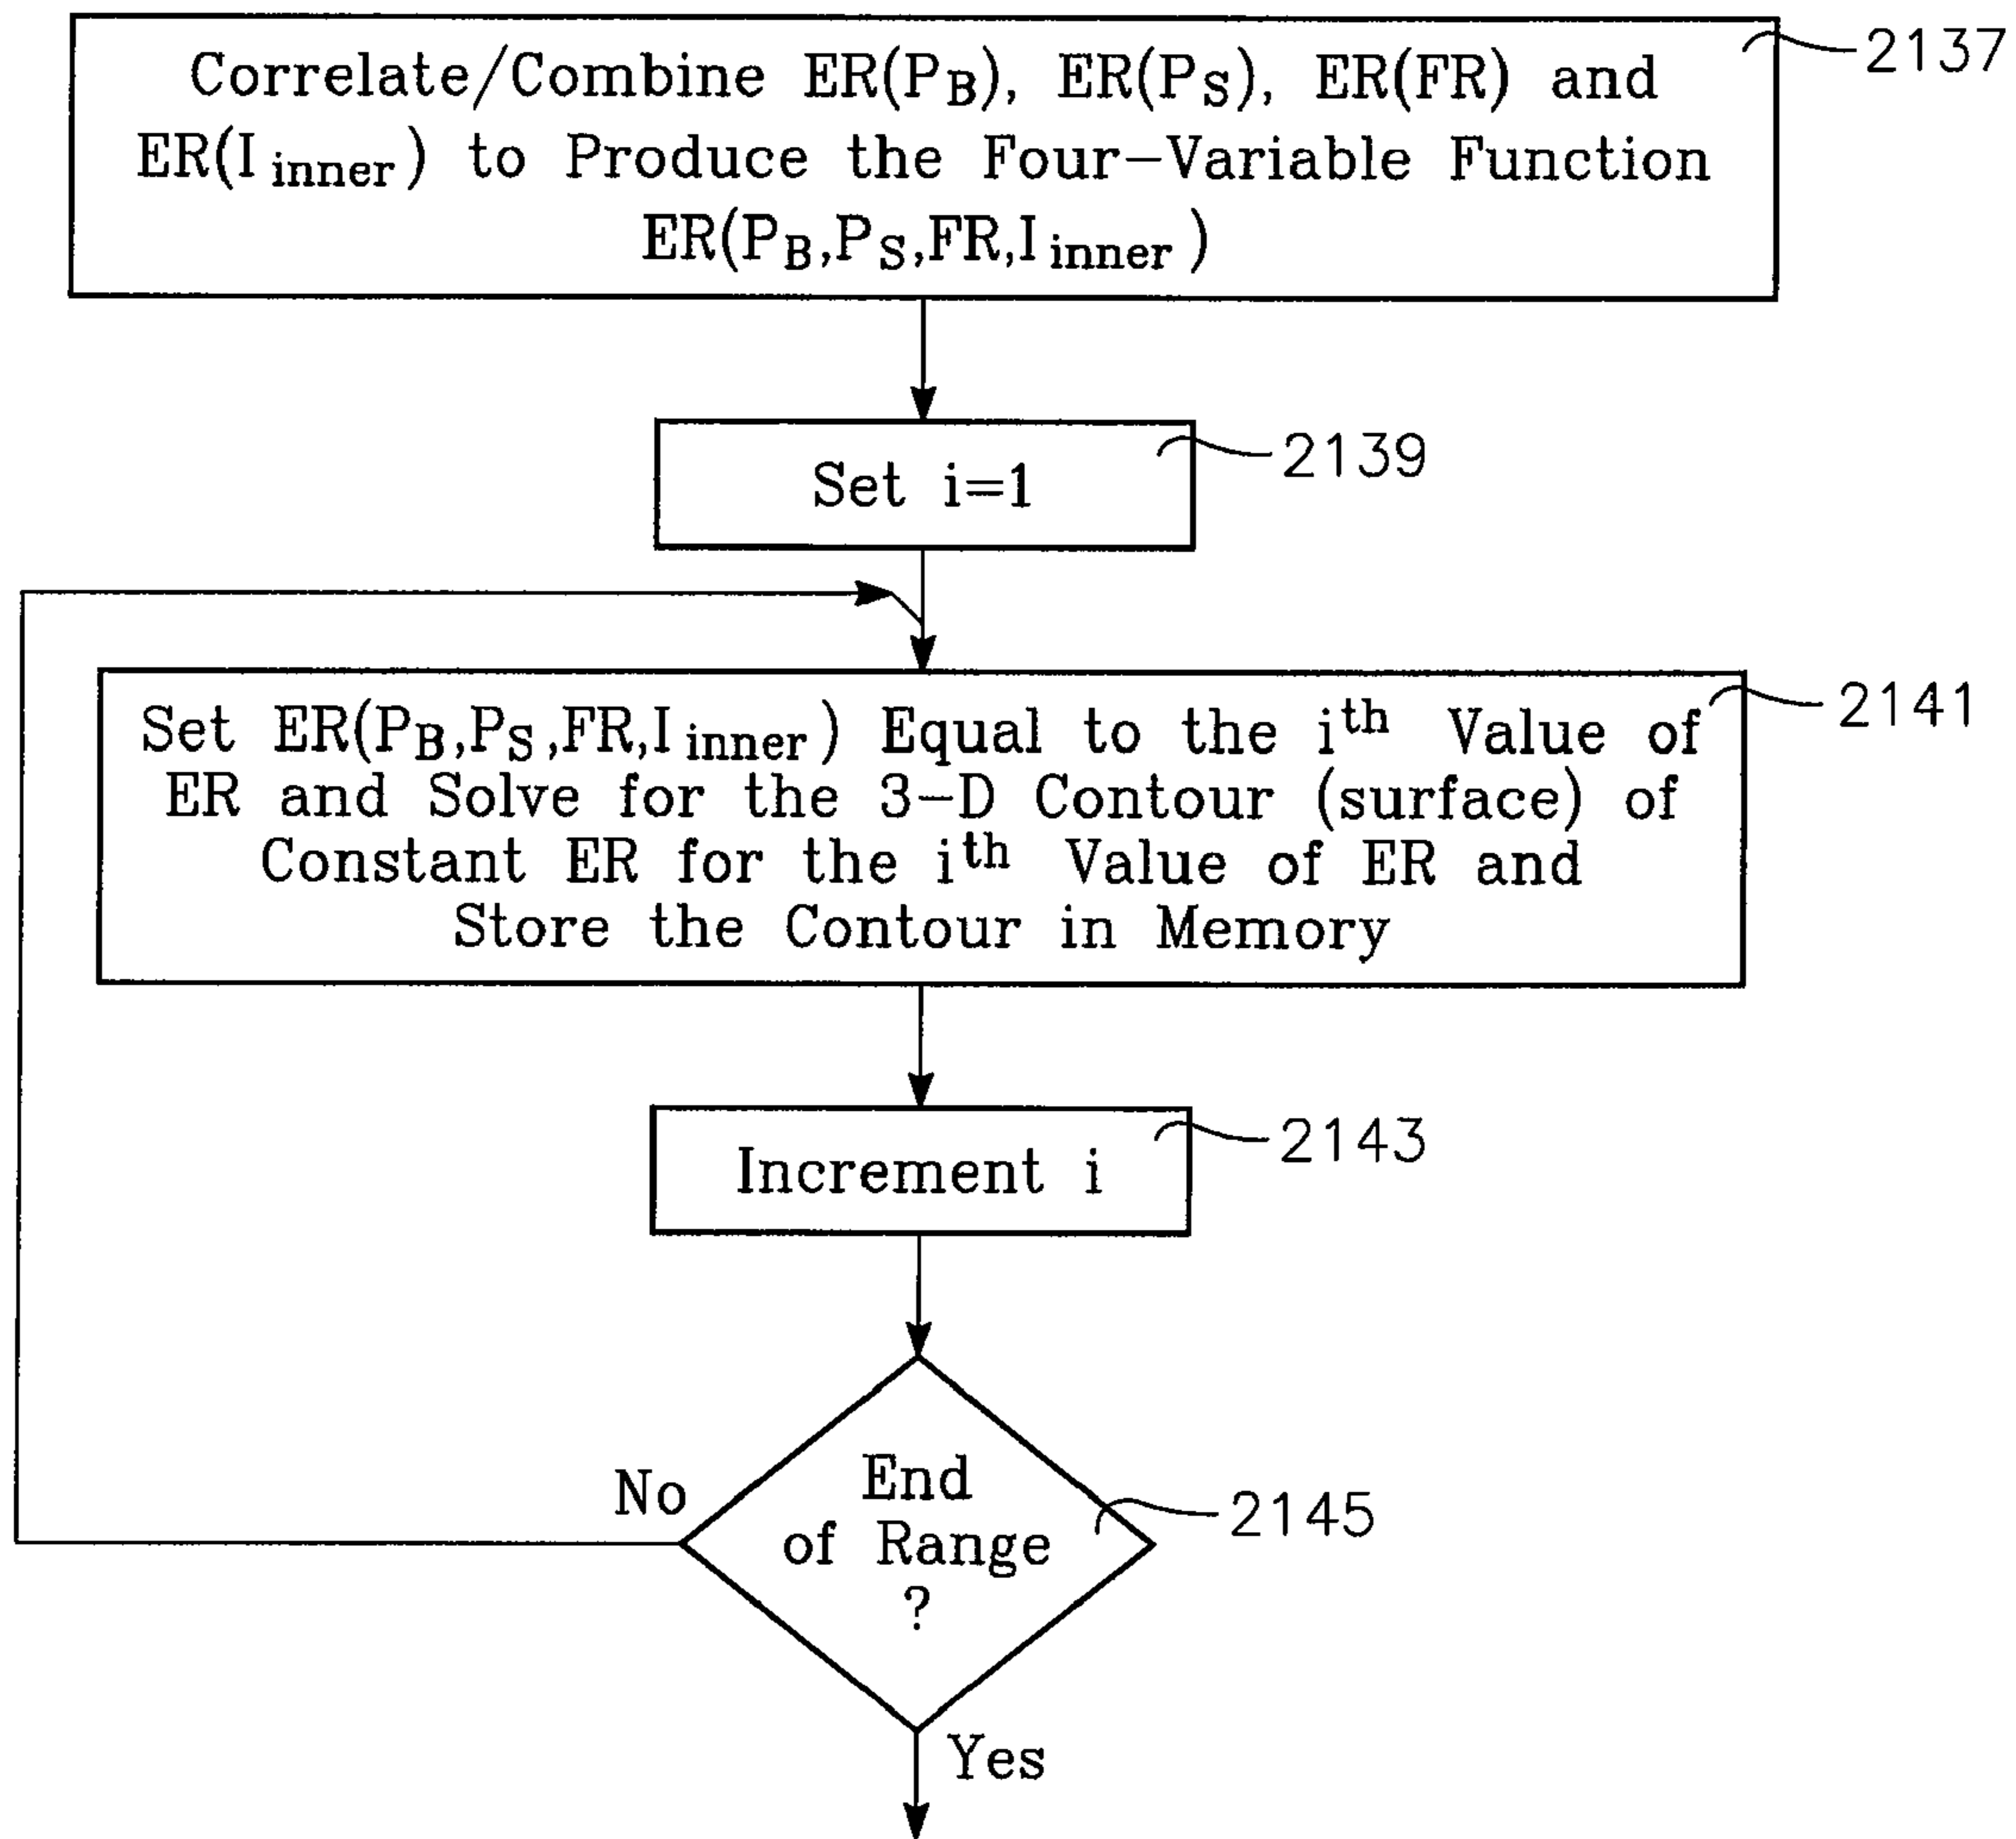 Correlate/Combine ER(PB), ER(PS), ER(FR) and
2137
ER(Iinner) to Produce the Four-Variable Function
ER(PB,PS,FR,Iinner)
Set i=1
2139
Set ER(PB,PS,FR,Iinner) Equal to the ith Value of
2141
ER and Solve for the 3-D Contour (surface) of
Constant ER for the ith Value of ER and
Store the Contour in Memory
Increment i
2143
No
End
of Range
?
2145
Yes